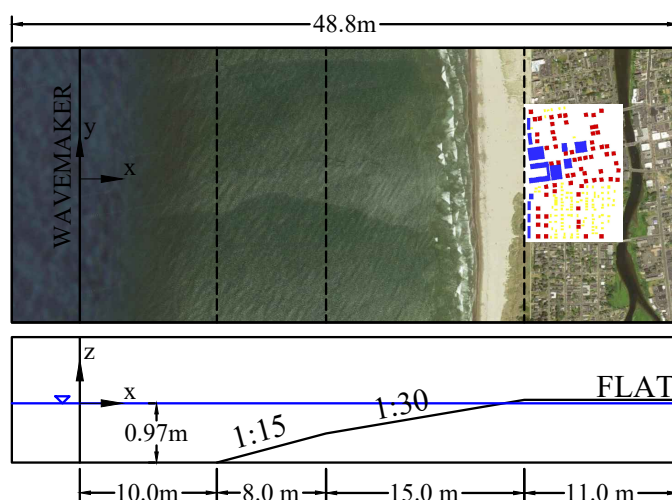 48.8m
WAVEMAKER
y
x
z
x
0.97m
1:15
1:30
FLAT
10.0m
8.0 m
15.0 m
11.0 m